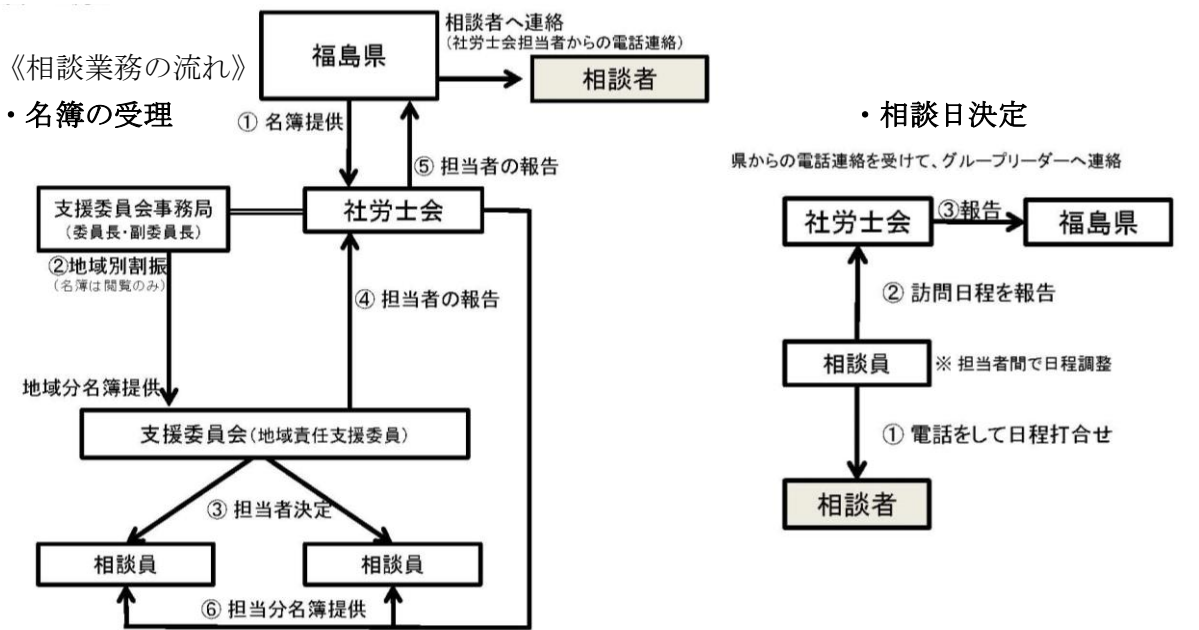 《相談業務の流れ》
・名簿の受理
福島県
相談者へ連絡
(社労士会担当者からの電話連絡)
相談者
① 名簿提供
⑤ 担当者の報告
支援委員会事務局
(委員長・副委員長)
社労士会
②地域別割振
(名簿は閲覧のみ)
④ 担当者の報告
地域分名簿提供
支援委員会(地域責任支援委員)
③ 担当者決定
相談員
相談員
⑥ 担当分名簿提供
・相談日決定
県からの電話連絡を受けて、グループリーダーへ連絡
社労士会
③報告
福島県
② 訪問日程を報告
相談員
※ 担当者間で日程調整
① 電話をして日程打合せ
相談者